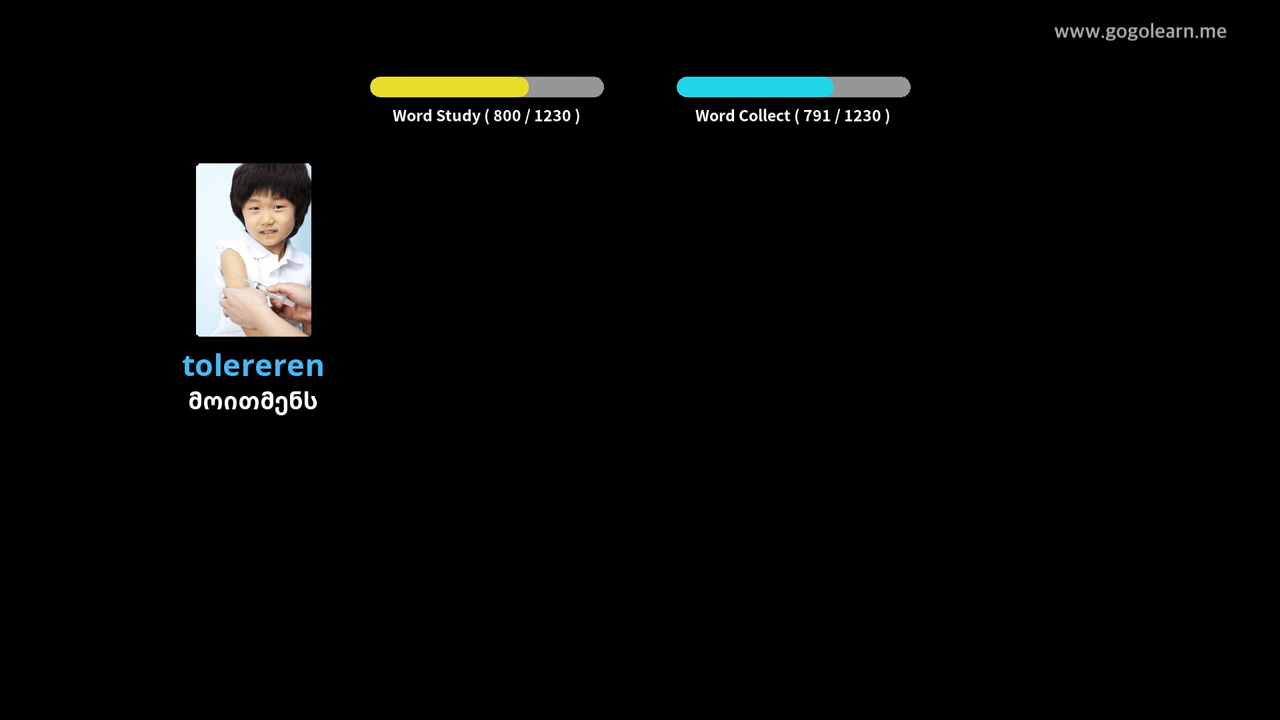 www.gogolearn.me
Word Study ( 800 / 1230 )
Word Collect ( 791 / 1230 )
tolereren
მოითმენს